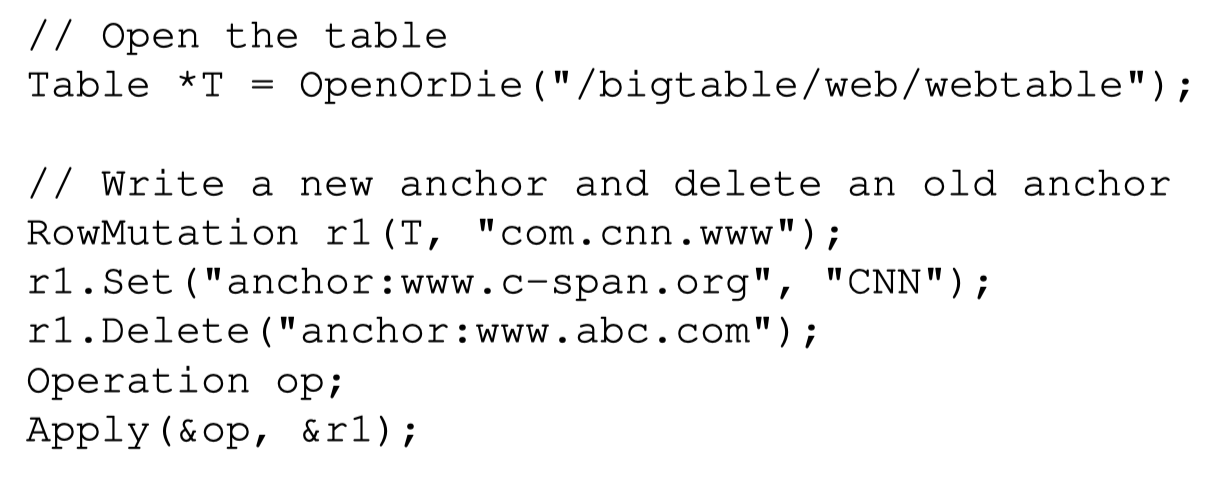 // Open the table
Table *T = OpenOrDie("/bigtable/web/webtable");
// Write a new anchor and delete an old anchor
RowMutation r1(T, "com.cnn.www");
r1.Set("anchor:www.c-span.org", "CNN");
r1.Delete("anchor:www.abc.com");
Operation op;
Apply(&op, &r1);